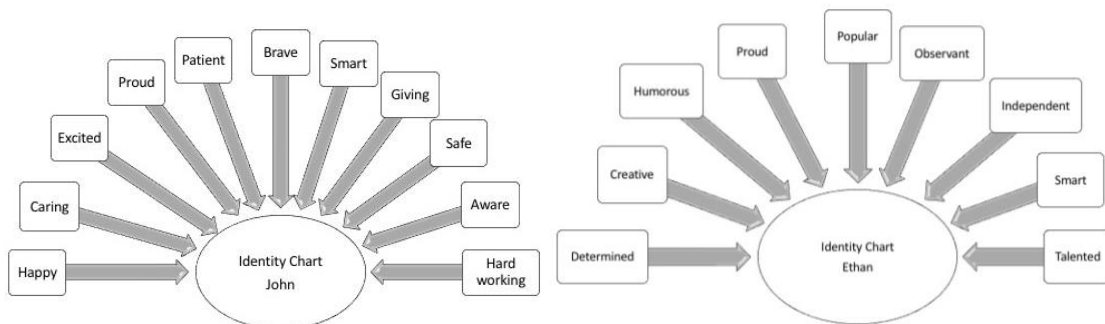 Happy
Caring
Excited
Proud
Patient
Brave
Smart
Giving
Safe
Aware
Hard
working
Identity Chart
John
Determined
Creative
Humorous
Proud
Popular
Observant
Independent
Smart
Talented
Identity Chart
Ethan